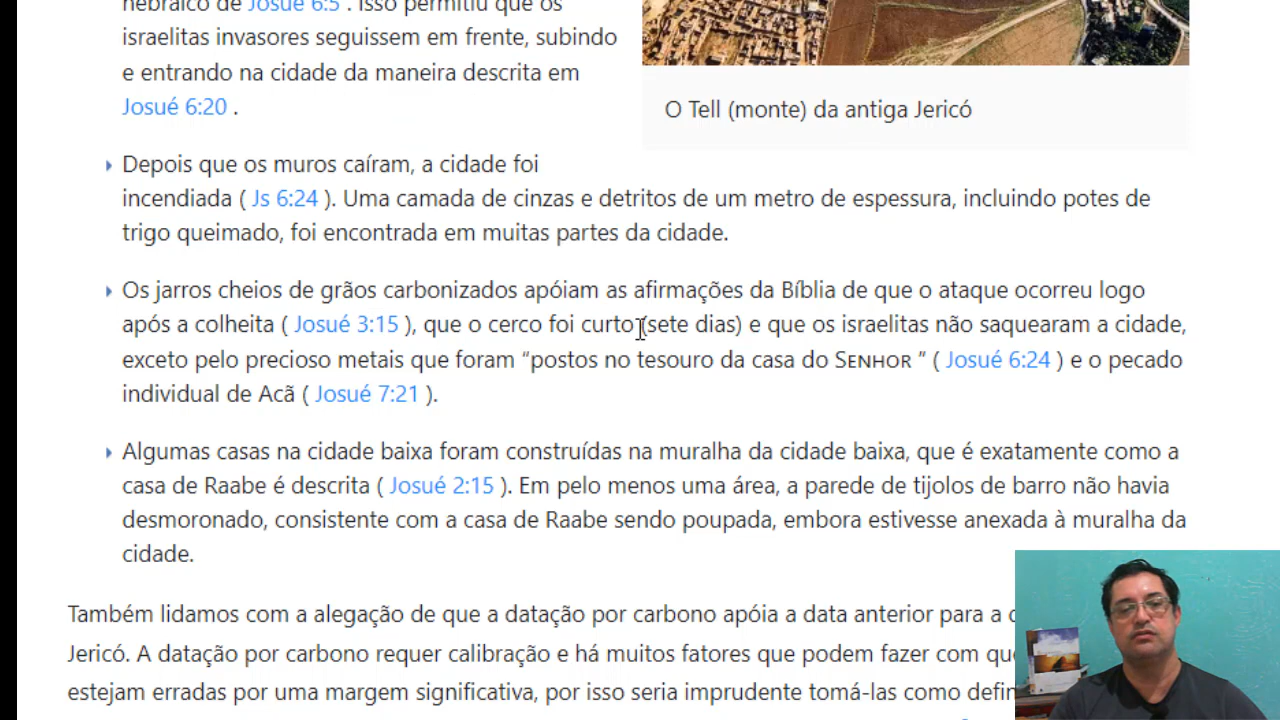 hebraico de Josué 6:5 . Isso permitiu que os
israelitas invasores seguissem em frente, subindo
e entrando na cidade da maneira descrita em
Josué 6:20 .
O Tell (monte) da antiga Jericó
Depois que os muros caíram, a cidade foi
incendiada ( Js 6:24 ). Uma camada de cinzas e detritos de um metro de espessura, incluindo potes de
trigo queimado, foi encontrada em muitas partes da cidade.
Os jarros cheios de grãos carbonizados apóiam as afirmações da Bíblia de que o ataque ocorreu logo
após a colheita ( Josué 3:15 ), que o cerco foi curto (sete dias) e que os israelitas não saquearam a cidade,
exceto pelo precioso metais que foram “postos no tesouro da casa do SENHOR ” ( Josué 6:24 ) e o pecado
individual de Acã ( Josué 7:21 ).
Algumas casas na cidade baixa foram construídas na muralha da cidade baixa, que é exatamente como a
casa de Raabe é descrita ( Josué 2:15 ). Em pelo menos uma área, a parede de tijolos de barro não havia
desmoronado, consistente com a casa de Raabe sendo poupada, embora estivesse anexada à muralha da
cidade.
Também lidamos com a alegação de que a datação por carbono apóia a data anterior para a
Jericó. A datação por carbono requer calibração e há muitos fatores que podem fazer com
estejam erradas por uma margem significativa, por isso seria imprudente tomá-las como